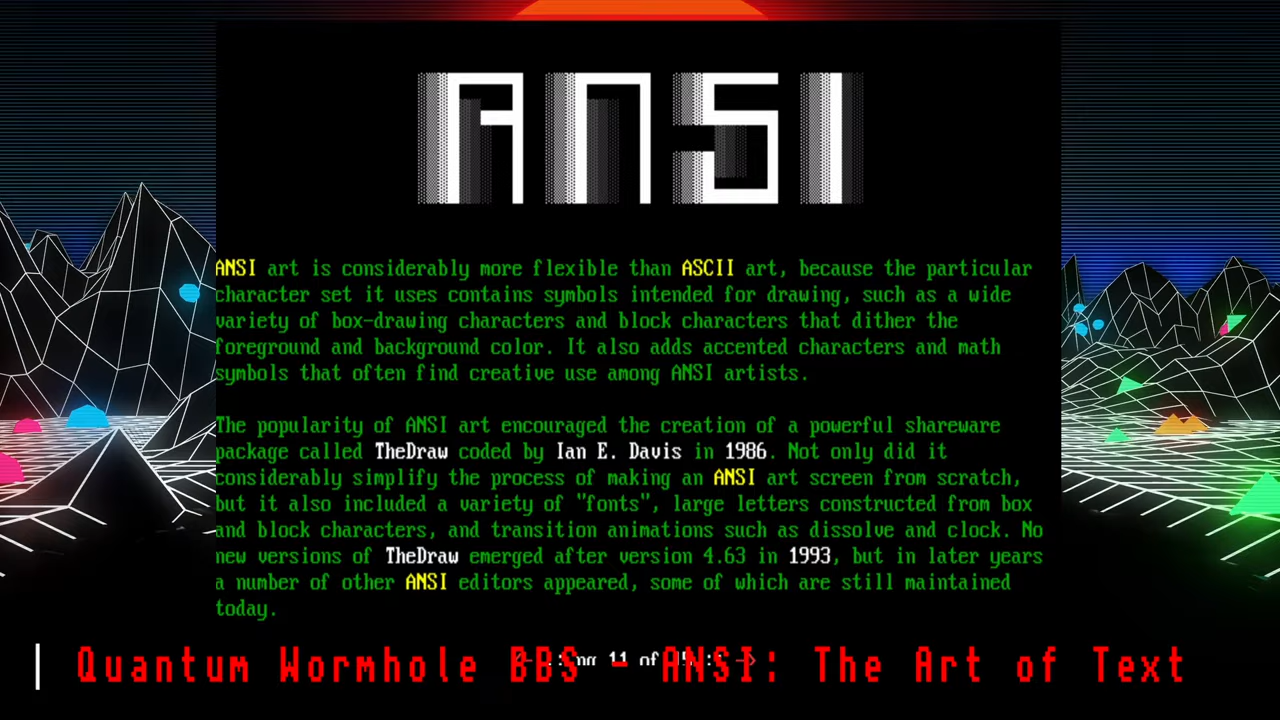 ANSI
ANSI art is considerably more flexible than ASCII art, because the particular
character set it uses contains symbols intended for drawing, such as a wide
variety of box-drawing characters and block characters that dither the
foreground and background color. It also adds accented characters and math
symbols that often find creative use among ANSI artists.
The popularity of ANSI art encouraged the creation of a powerful shareware
package called TheDraw coded by Ian E. Davis in 1986. Not only did it
considerably simplify the process of making an ANSI art screen from scratch,
but it also included a variety of "fonts", large letters constructed from box
and block characters, and transition animations such as dissolve and clock. No
new versions of TheDraw emerged after version 4.63 in 1993, but in later years
a number of other ANSI editors appeared, some of which are still maintained
today.
11 of
Quantum Wormhole BBS - ANSI: The Art of Text